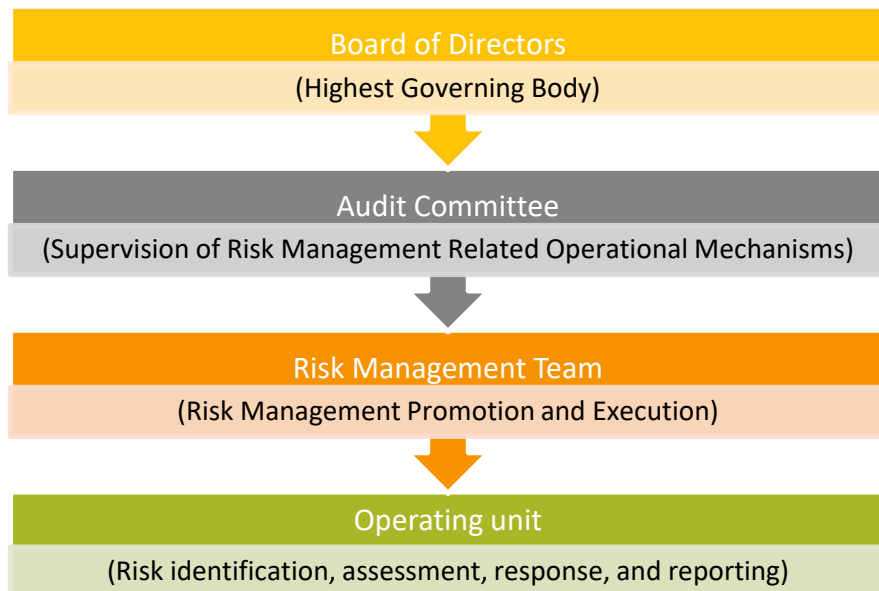 Board of Directors
(Highest Governing Body)
Audit Committee
(Supervision of Risk Management Related Operational Mechanisms)
Risk Management Team
(Risk Management Promotion and Execution)
Operating unit
(Risk identification, assessment, response, and reporting)